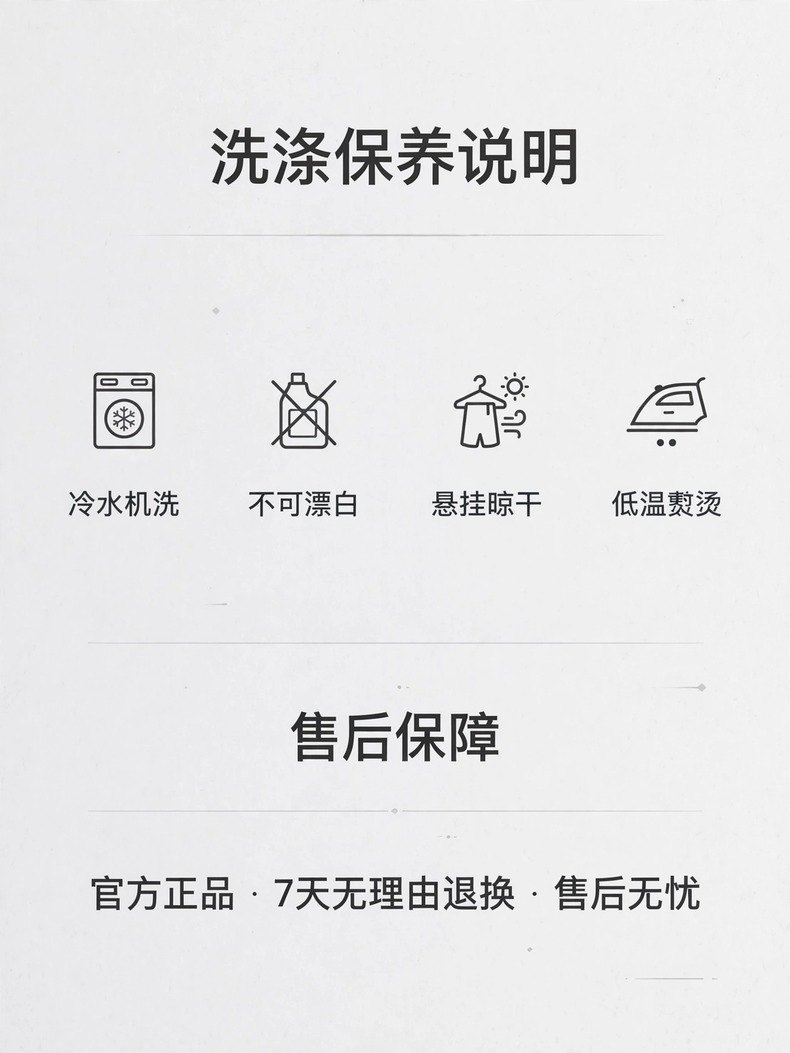 洗涤保养说明
冷水机洗
不可漂白
悬挂晾干
低温熨烫
售后保障
官方正品 · 7天无理由退换 · 售后无忧